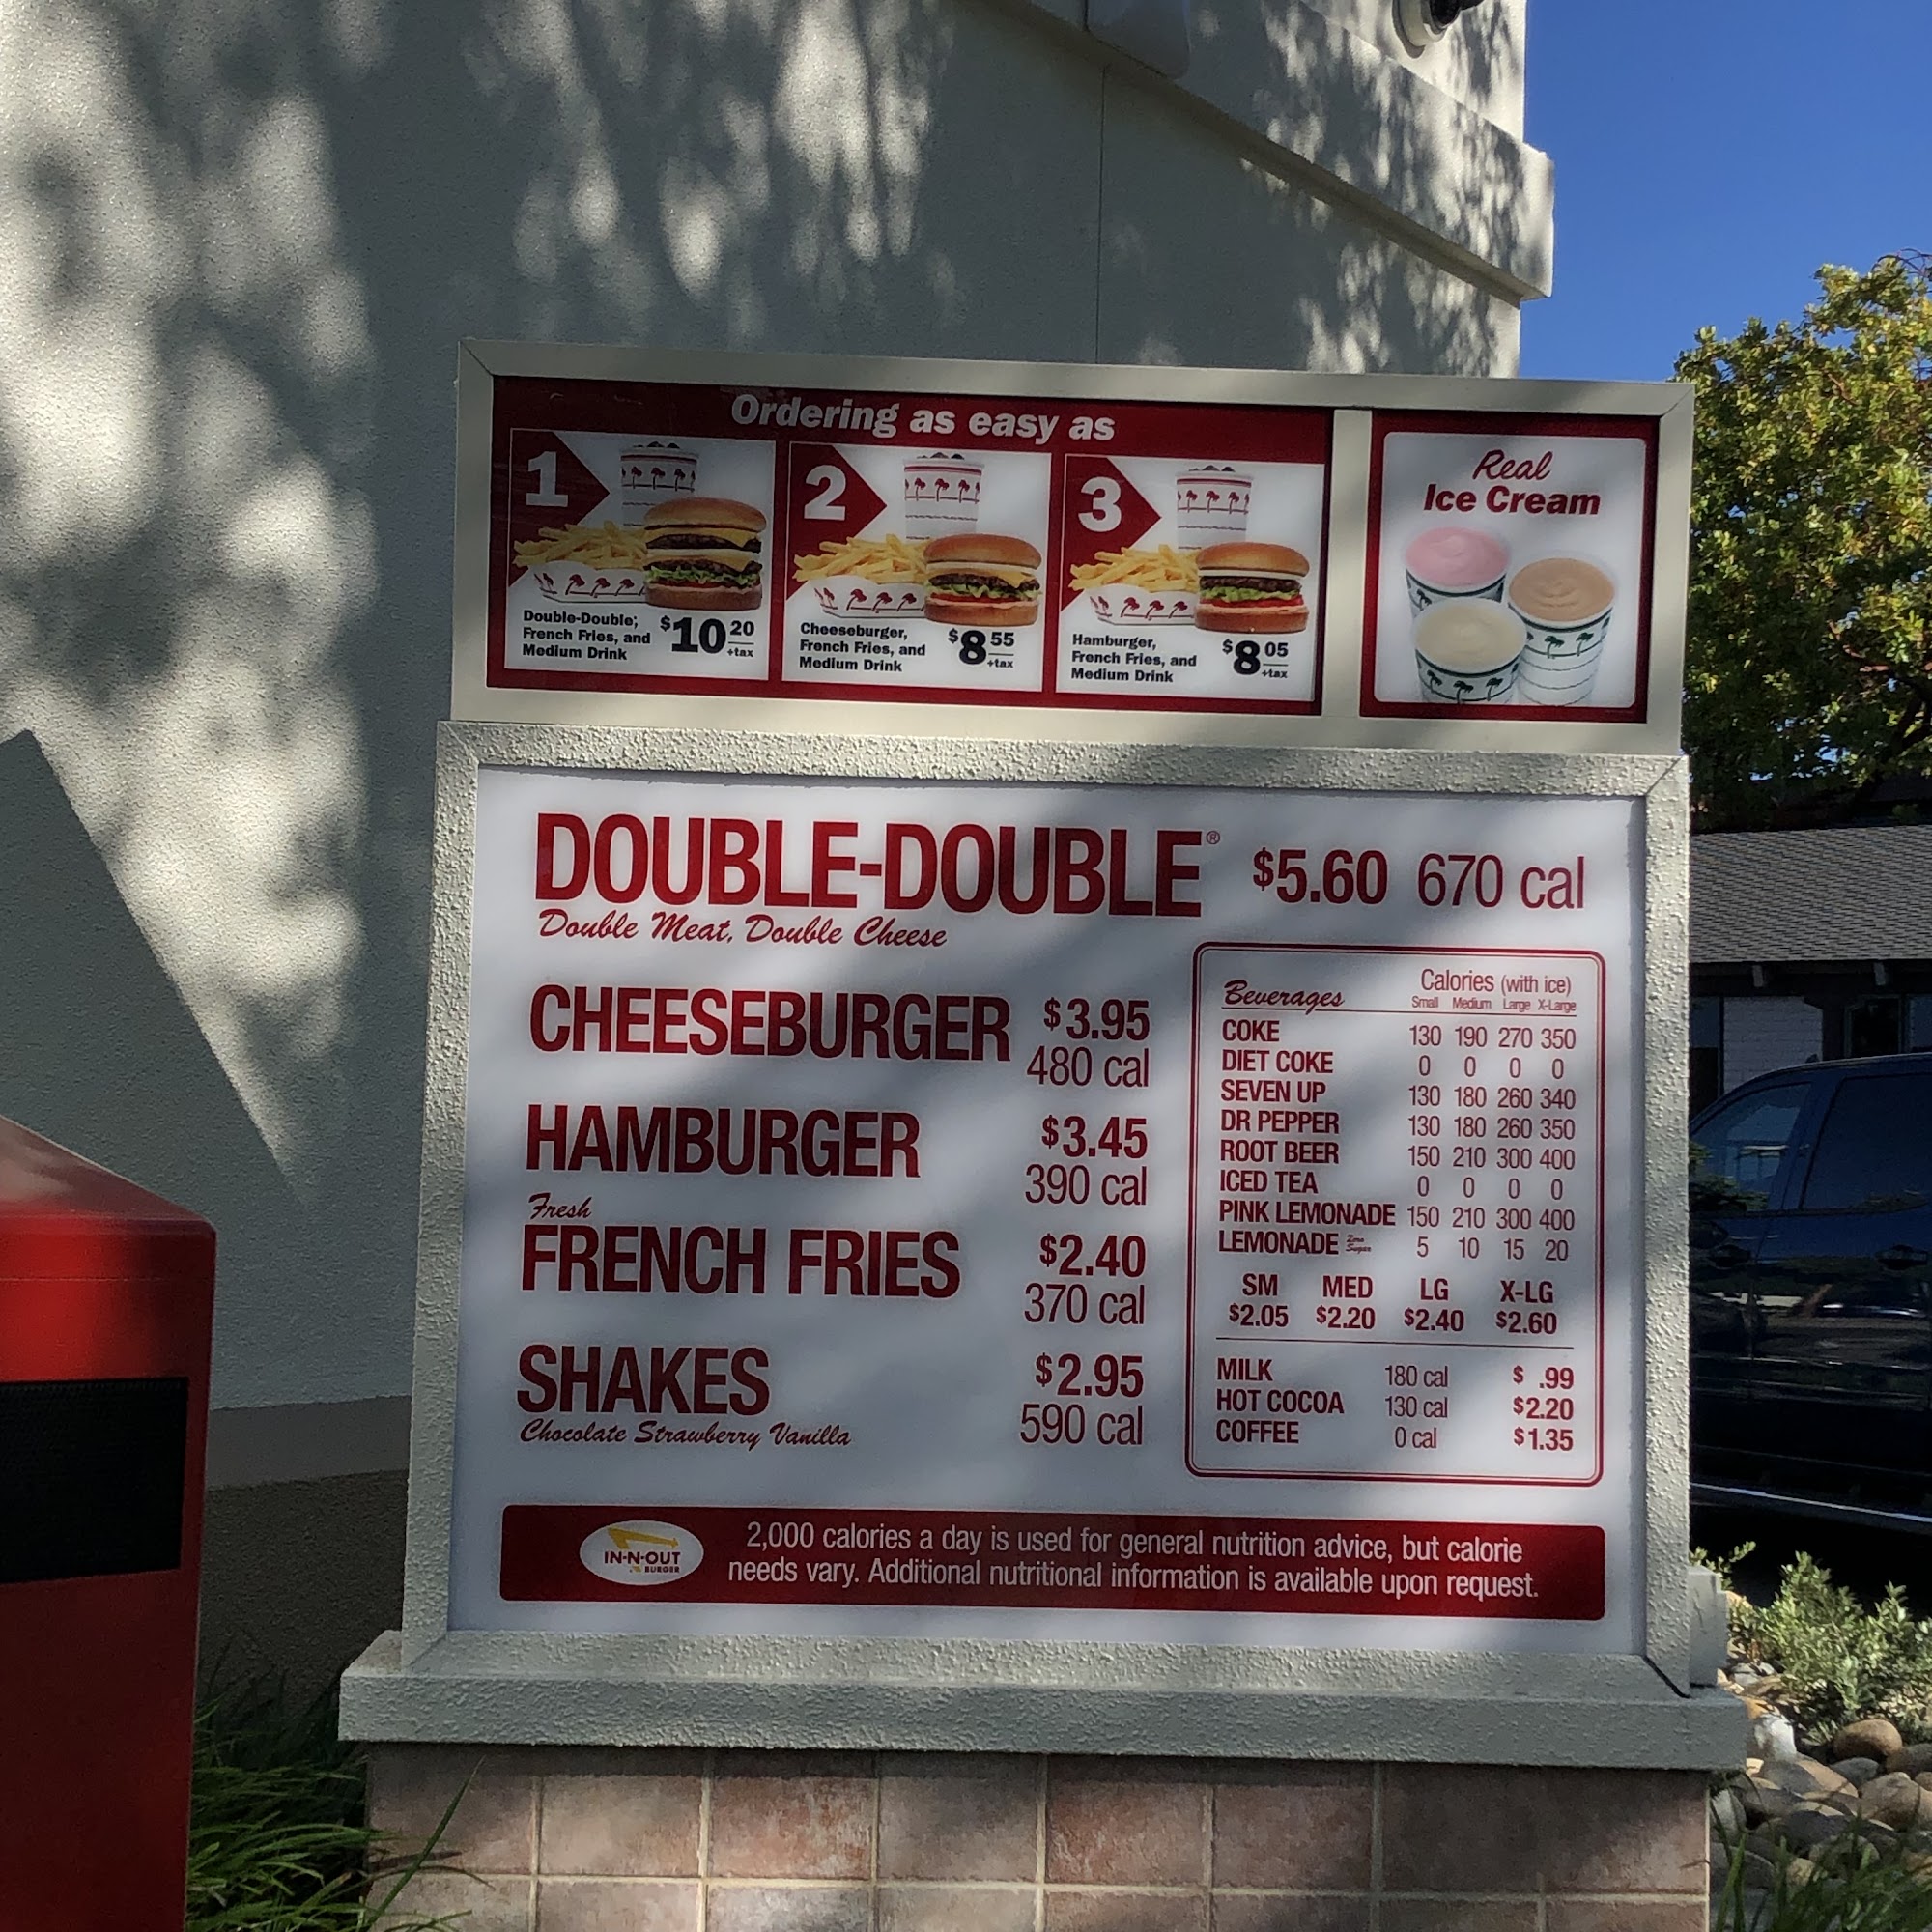 Ordering as easy as
1
Double-Double;
French Fries, and
Medium Drink
$10 20
+tax
2
Cheeseburger,
French Fries, and
Medium Drink
$8 55
+tax
3
Hamburger,
French Fries, and
Medium Drink
$8 05
+tax
Real
Ice Cream
DOUBLE-DOUBLE® $5.60 670 cal
Double Meat, Double Cheese
CHEESEBURGER $3.95
480 cal
HAMBURGER $3.45
390 cal
Fresh
FRENCH FRIES $2.40
370 cal
SHAKES $2.95
Chocolate Strawberry Vanilla 590 cal
Beverages Calories (with ice)
Small Medium Large X-Large
COKE 130 190 270 350
DIET COKE 0 0 0 0
SEVEN UP 130 180 260 340
DR PEPPER 130 180 260 350
ROOT BEER 150 210 300 400
ICED TEA 0 0 0 0
PINK LEMONADE 150 210 300 400
LEMONADE Zero Sugar 5 10 15 20
SM MED LG X-LG
$2.05 $2.20 $2.40 $2.60
MILK 180 cal $ .99
HOT COCOA 130 cal $2.20
COFFEE 0 cal $1.35
IN-N-OUT
BURGER
2,000 calories a day is used for general nutrition advice, but calorie
needs vary. Additional nutritional information is available upon request.